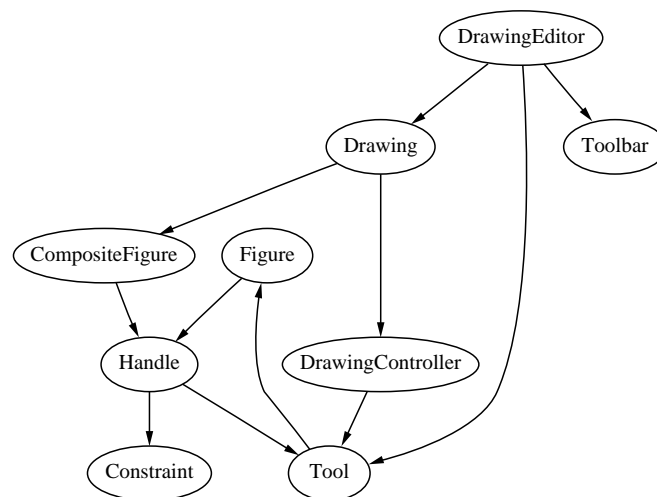 DrawingEditor
Drawing
Toolbar
CompositeFigure
Figure
Handle
DrawingController
Constraint
Tool